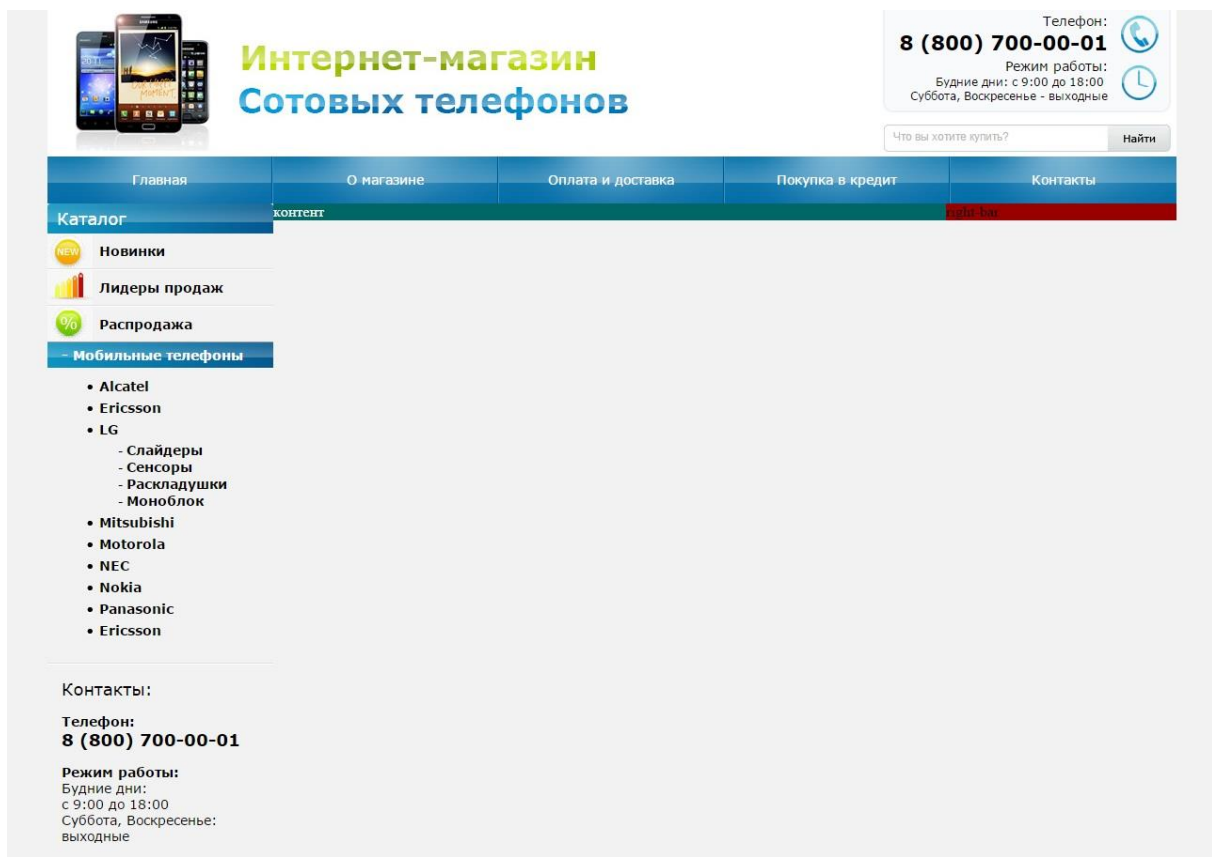 Интернет-магазин
Сотовых телефонов
Телефон:
8 (800) 700-00-01
Режим работы:
Будние дни: с 9:00 до 18:00
Суббота, Воскресенье - выходные
Что вы хотите купить?
Найти
Главная
О магазине
Оплата и доставка
Покупка в кредит
Контакты
Каталог
контент
right-bar
NEW
Новинки
Лидеры продаж
%
Распродажа
- Мобильные телефоны
• Alcatel
• Ericsson
• LG
- Слайдеры
- Сенсоры
- Раскладушки
- Моноблок
• Mitsubishi
• Motorola
• NEC
• Nokia
• Panasonic
• Ericsson
Контакты:
Телефон:
8 (800) 700-00-01
Режим работы:
Будние дни:
с 9:00 до 18:00
Суббота, Воскресенье:
выходные